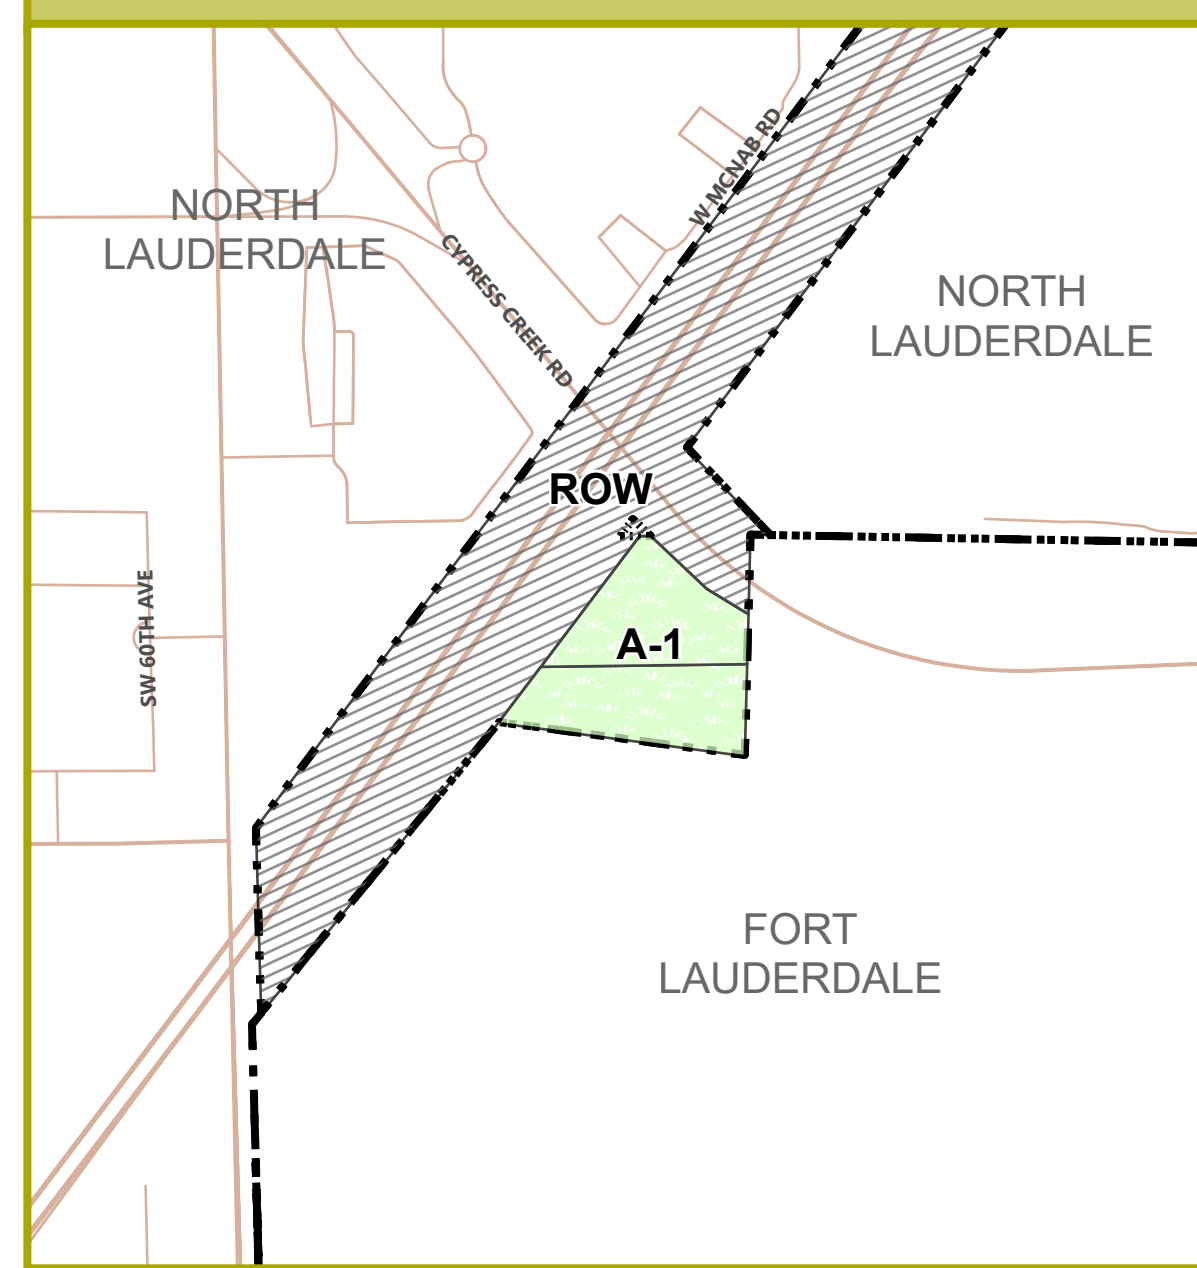 W MCNAB RD
NORTH
LAUDERDALE
CYPRESS CREEK RD
NORTH
LAUDERDALE
ROW
SW 60TH AVE
A-1
FORT
LAUDERDALE